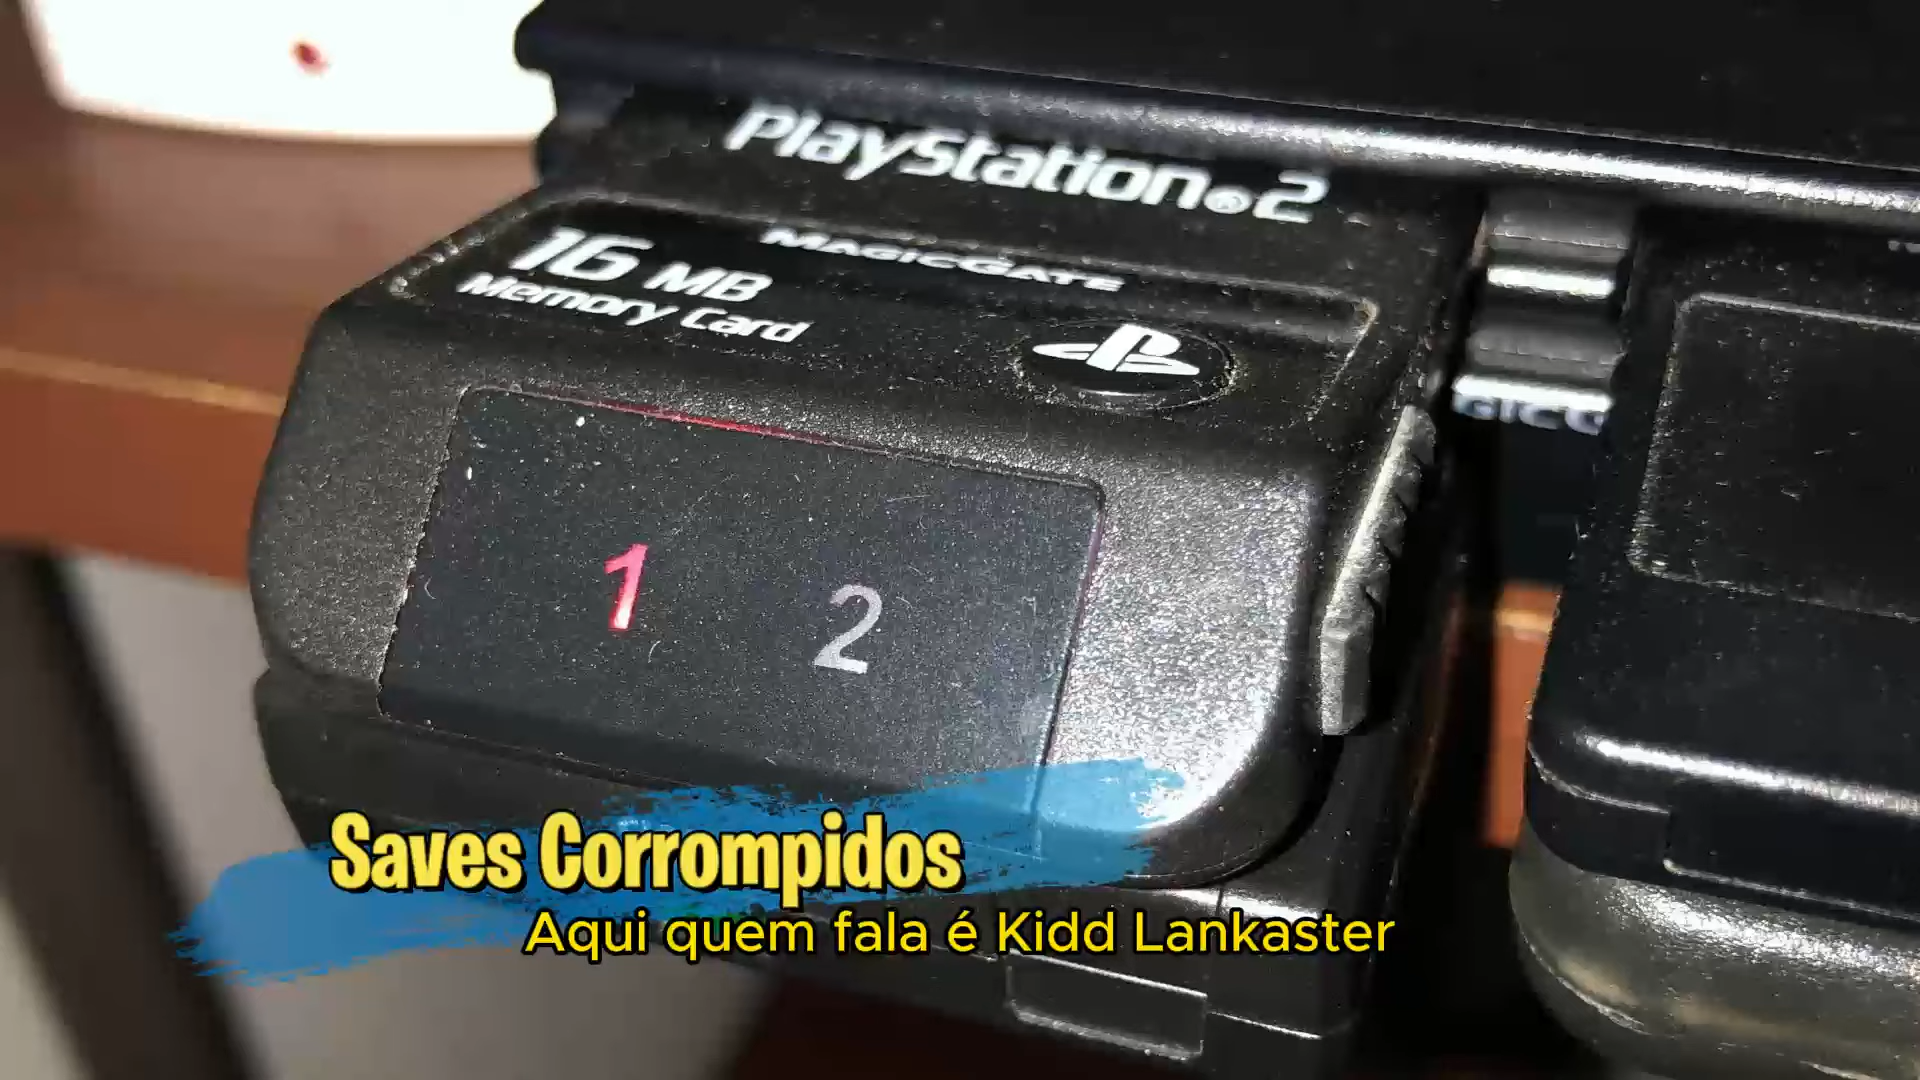 PlayStation®2
MAGICGATE
16 MB
Memory Card
1 2
Saves Corrompidos
Aqui quem fala é Kidd Lankaster